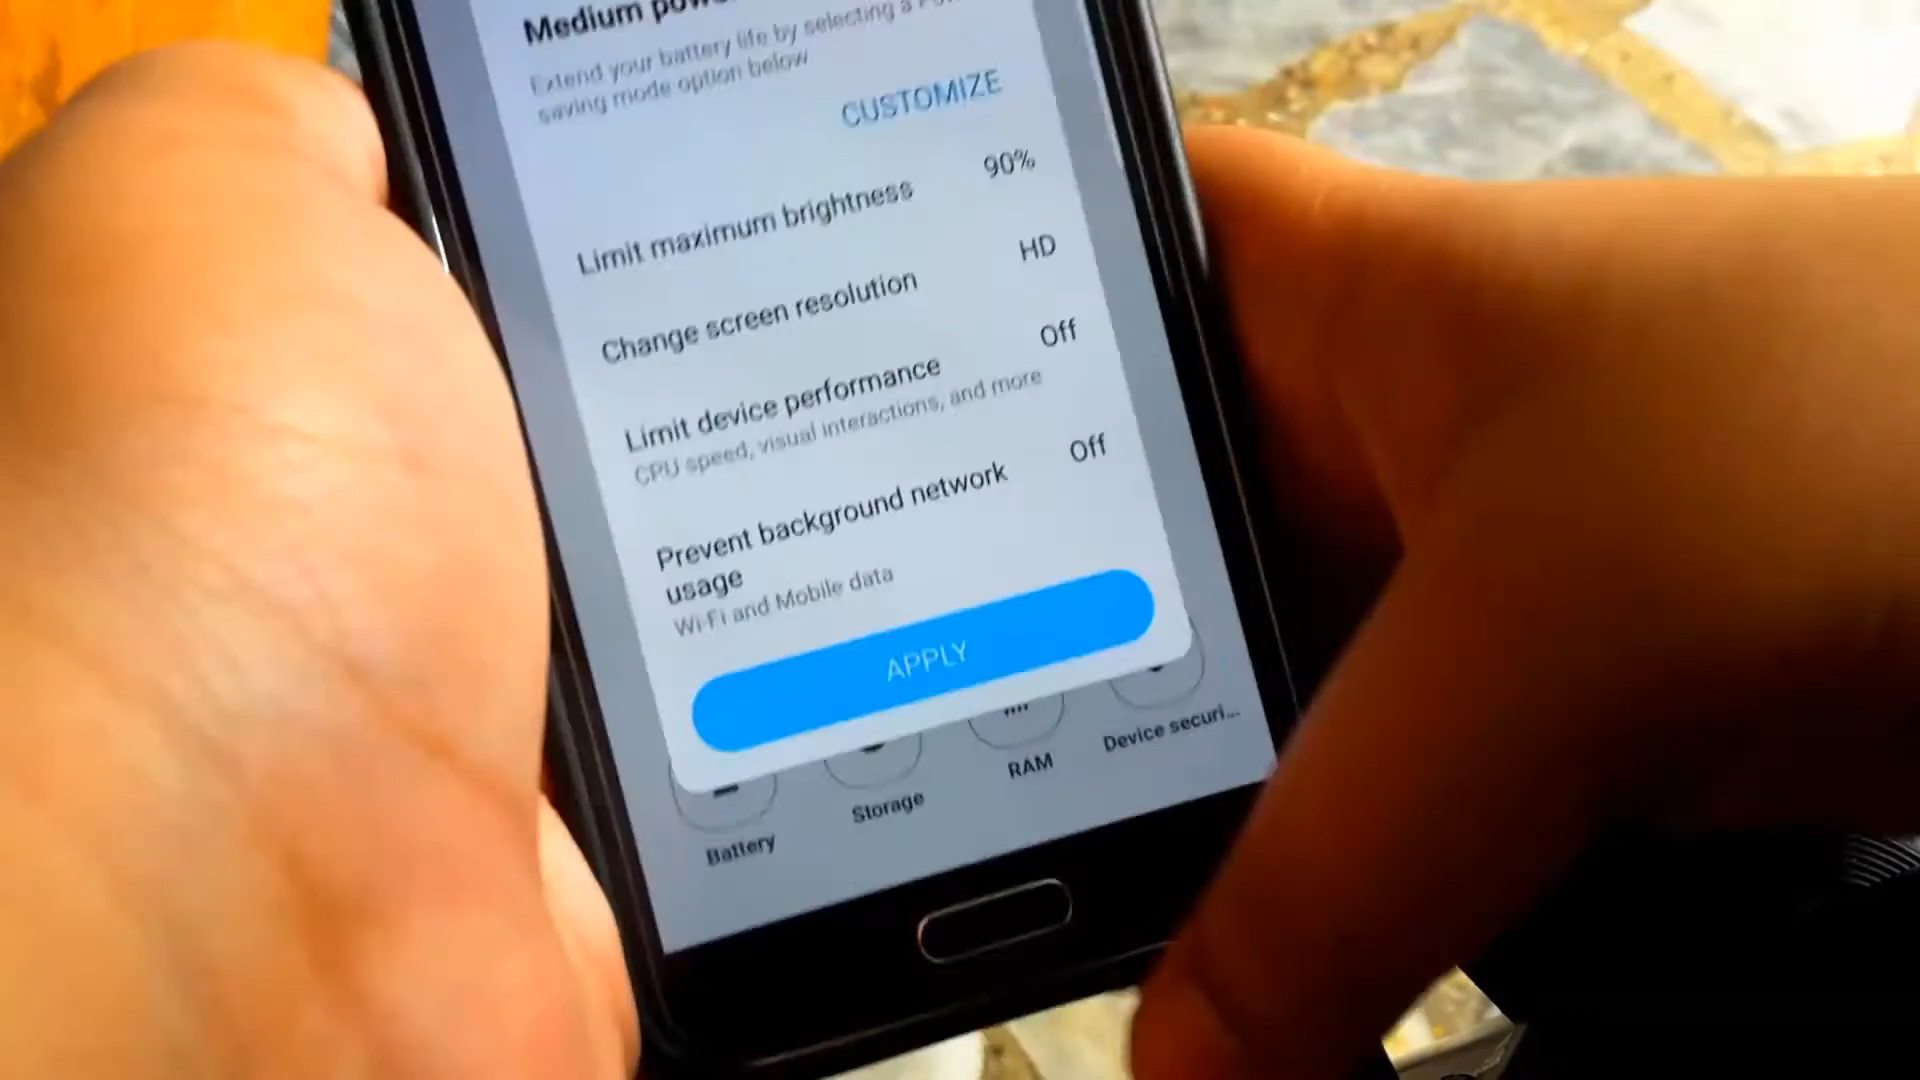 Medium
Extend your battery life by selecting a
saving mode option below
CUSTOMIZE
Limit maximum brightness 90%
Change screen resolution HD
Limit device performance Off
CPU speed, visual interactions, and more
Prevent background network Off
usage
Wi-Fi and Mobile data
APPLY
Battery Storage RAM Device securi...